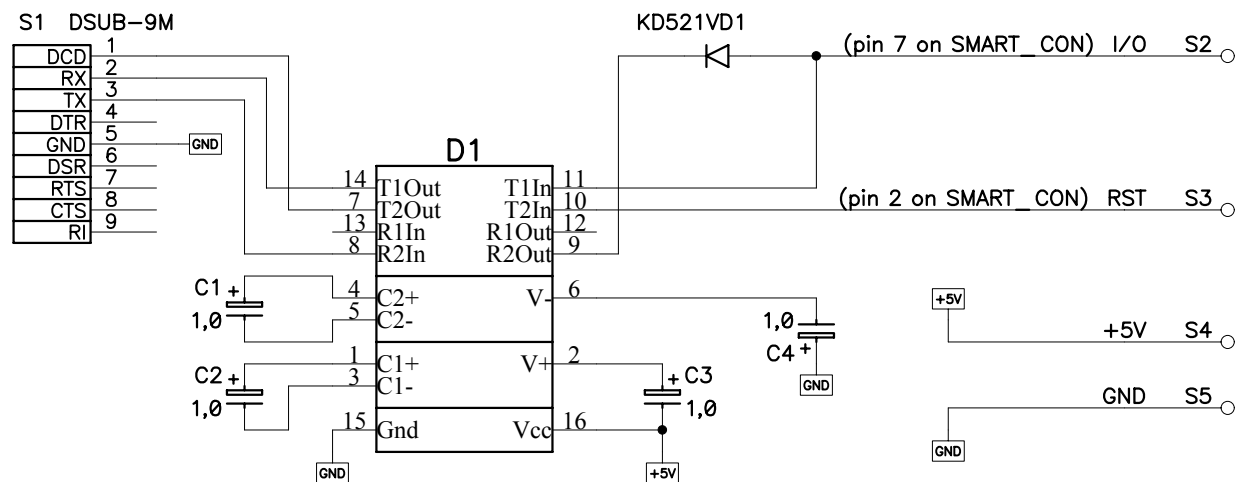 S1 DSUB-9M
KD521VD1
DCD 1
RX 2
TX 3
DTR 4
GND 5
DSR 6
RTS 7
CTS 8
RI 9
GND
(pin 7 on SMART_CON) I/O S2
D1
14 T1Out T1In 11
7 T2Out T2In 10
13 R1In R1Out 12
8 R2In R2Out 9
(pin 2 on SMART_CON) RST S3
C1 +
1,0
4 C2+ V- 6
5 C2-
1,0
C4 +
GND
+5V
+5V S4
C2 +
1,0
1 C1+ V+ 2
3 C1-
+ C3
1,0
GND S5
GND
15 Gnd Vcc 16
GND
+5V